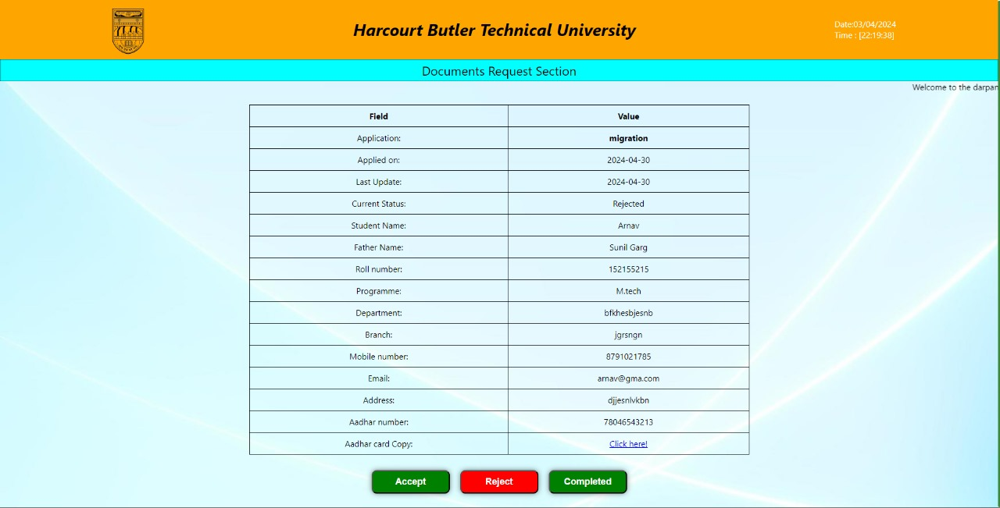 Harcourt Butler Technical University
Date:03/04/2024
Time : [22:19:38]
Documents Request Section
Welcome to the darpan
Field Value
Application: migration
Applied on: 2024-04-30
Last Update: 2024-04-30
Current Status: Rejected
Student Name: Arnav
Father Name: Sunil Garg
Roll number: 152155215
Programme: M.tech
Department: bfkhesbjesnb
Branch: jgrsngn
Mobile number: 8791021785
Email: arnav@gma.com
Address: djjesnlvkbn
Aadhar number: 78046543213
Aadhar card Copy: Click here!
Accept Reject Completed